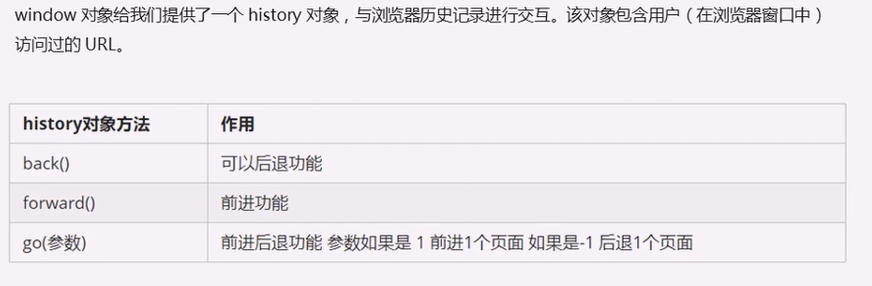 window 对象给我们提供了一个 history 对象，与浏览器历史记录进行交互。该对象包含用户（在浏览器窗口中）
访问过的 URL。
history对象方法 作用
back() 可以后退功能
forward() 前进功能
go(参数) 前进后退功能 参数如果是 1 前进1个页面 如果是-1 后退1个页面